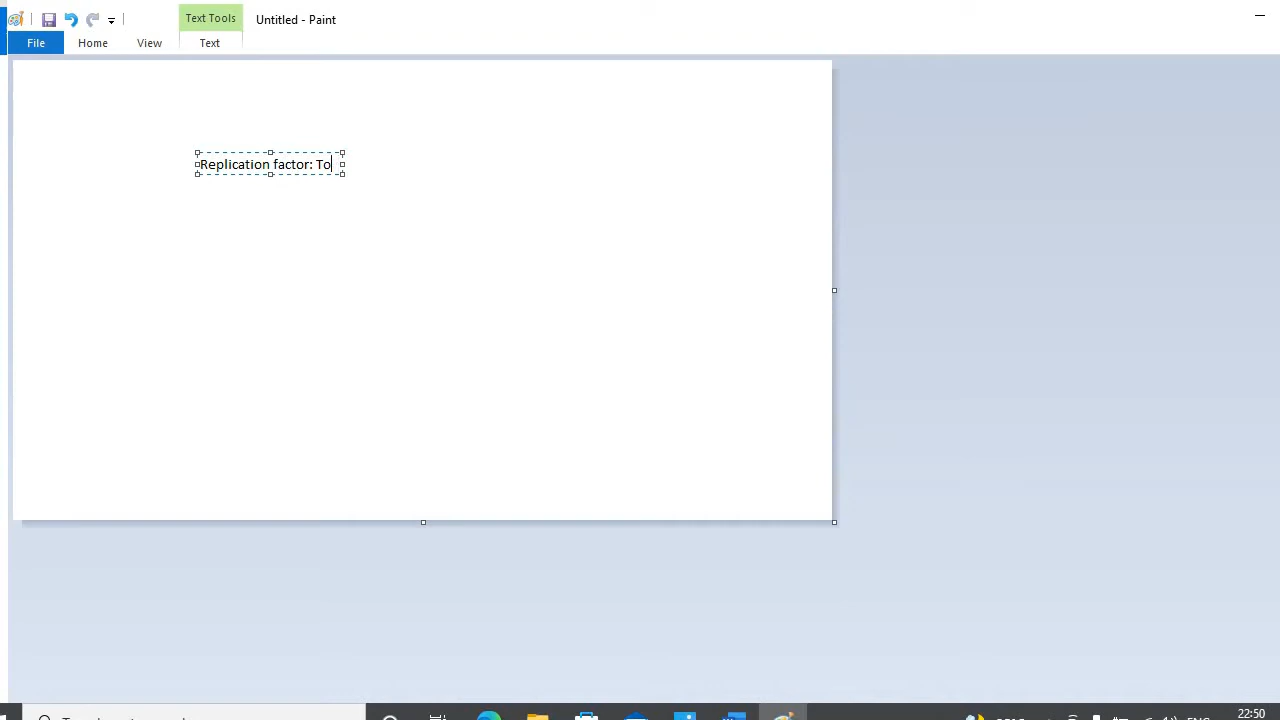 Text Tools
Untitled - Paint
File
Home
View
Text
Replication factor: To
22:50